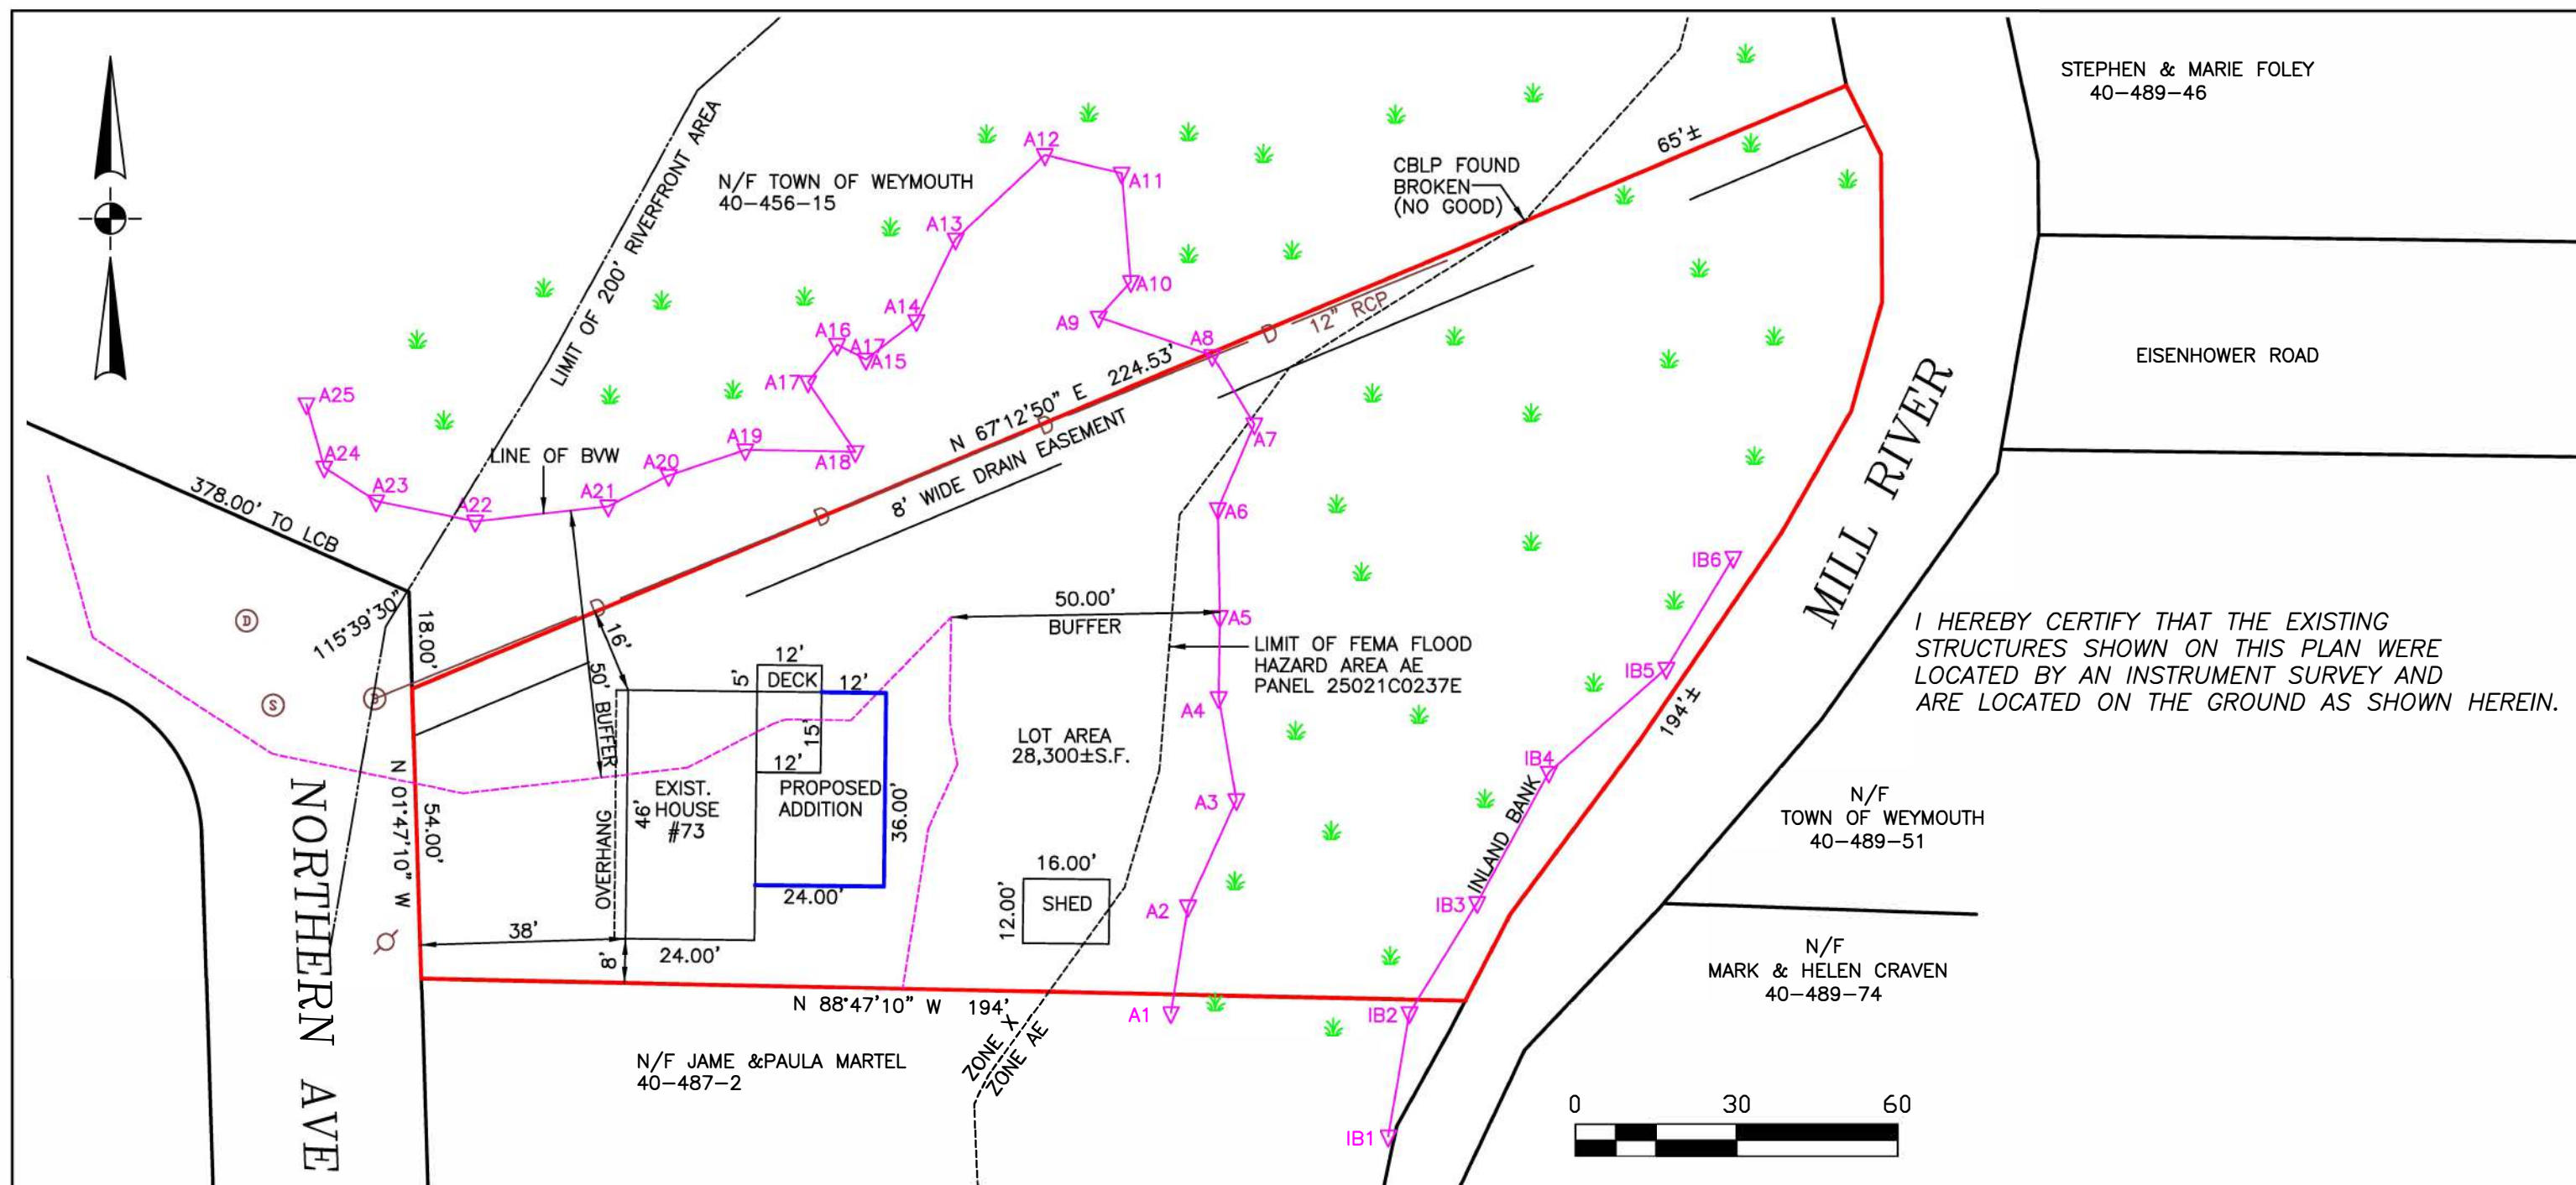 STEPHEN & MARIE FOLEY
40-489-46
LIMIT OF 200' RIVERFRONT AREA
N/F TOWN OF WEYMOUTH
40-456-15
A12
A11
A13
A10
A14
A9
A16
A17
A15
A8
A17
A18
A19
A20
A21
A22
A23
A24
A25
LINE OF BVW
CBLP FOUND
BROKEN
(NO GOOD)
65'±
12" RCP
D
D
D
D
N 67°12'50" E 224.53'
8' WIDE DRAIN EASEMENT
EISENHOWER ROAD
MILL RIVER
378.00' TO LCB
115°39'30"
18.00'
D
S
D
16'
50' BUFFER
50.00'
BUFFER
A7
A6
A5
A4
A3
A2
A1
LIMIT OF FEMA FLOOD
HAZARD AREA AE
PANEL 25021C0237E
IB6
IB5
IB4
IB3
IB2
IB1
INLAND BANK
194'±
I HEREBY CERTIFY THAT THE EXISTING
STRUCTURES SHOWN ON THIS PLAN WERE
LOCATED BY AN INSTRUMENT SURVEY AND
ARE LOCATED ON THE GROUND AS SHOWN HEREIN.
12'
5'
DECK
12'
15'
12'
LOT AREA
28,300±S.F.
EXIST.
HOUSE
#73
46'
OVERHANG
PROPOSED
ADDITION
36.00'
24.00'
16.00'
12.00'
SHED
N 01°47'10" W
54.00'
38'
8'
24.00'
N 88°47'10" W 194'
NORTHERN AVE
N/F JAME &PAULA MARTEL
40-487-2
ZONE X
ZONE AE
N/F
TOWN OF WEYMOUTH
40-489-51
N/F
MARK & HELEN CRAVEN
40-489-74
0 30 60